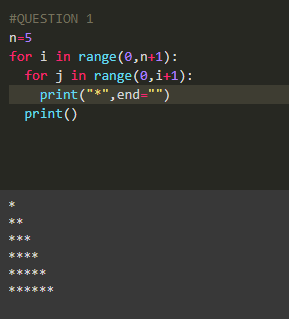 #QUESTION 1
n=5
for i in range(0,n+1):
  for j in range(0,i+1):
    print("*",end="")
  print()
*
**
***
****
*****
******